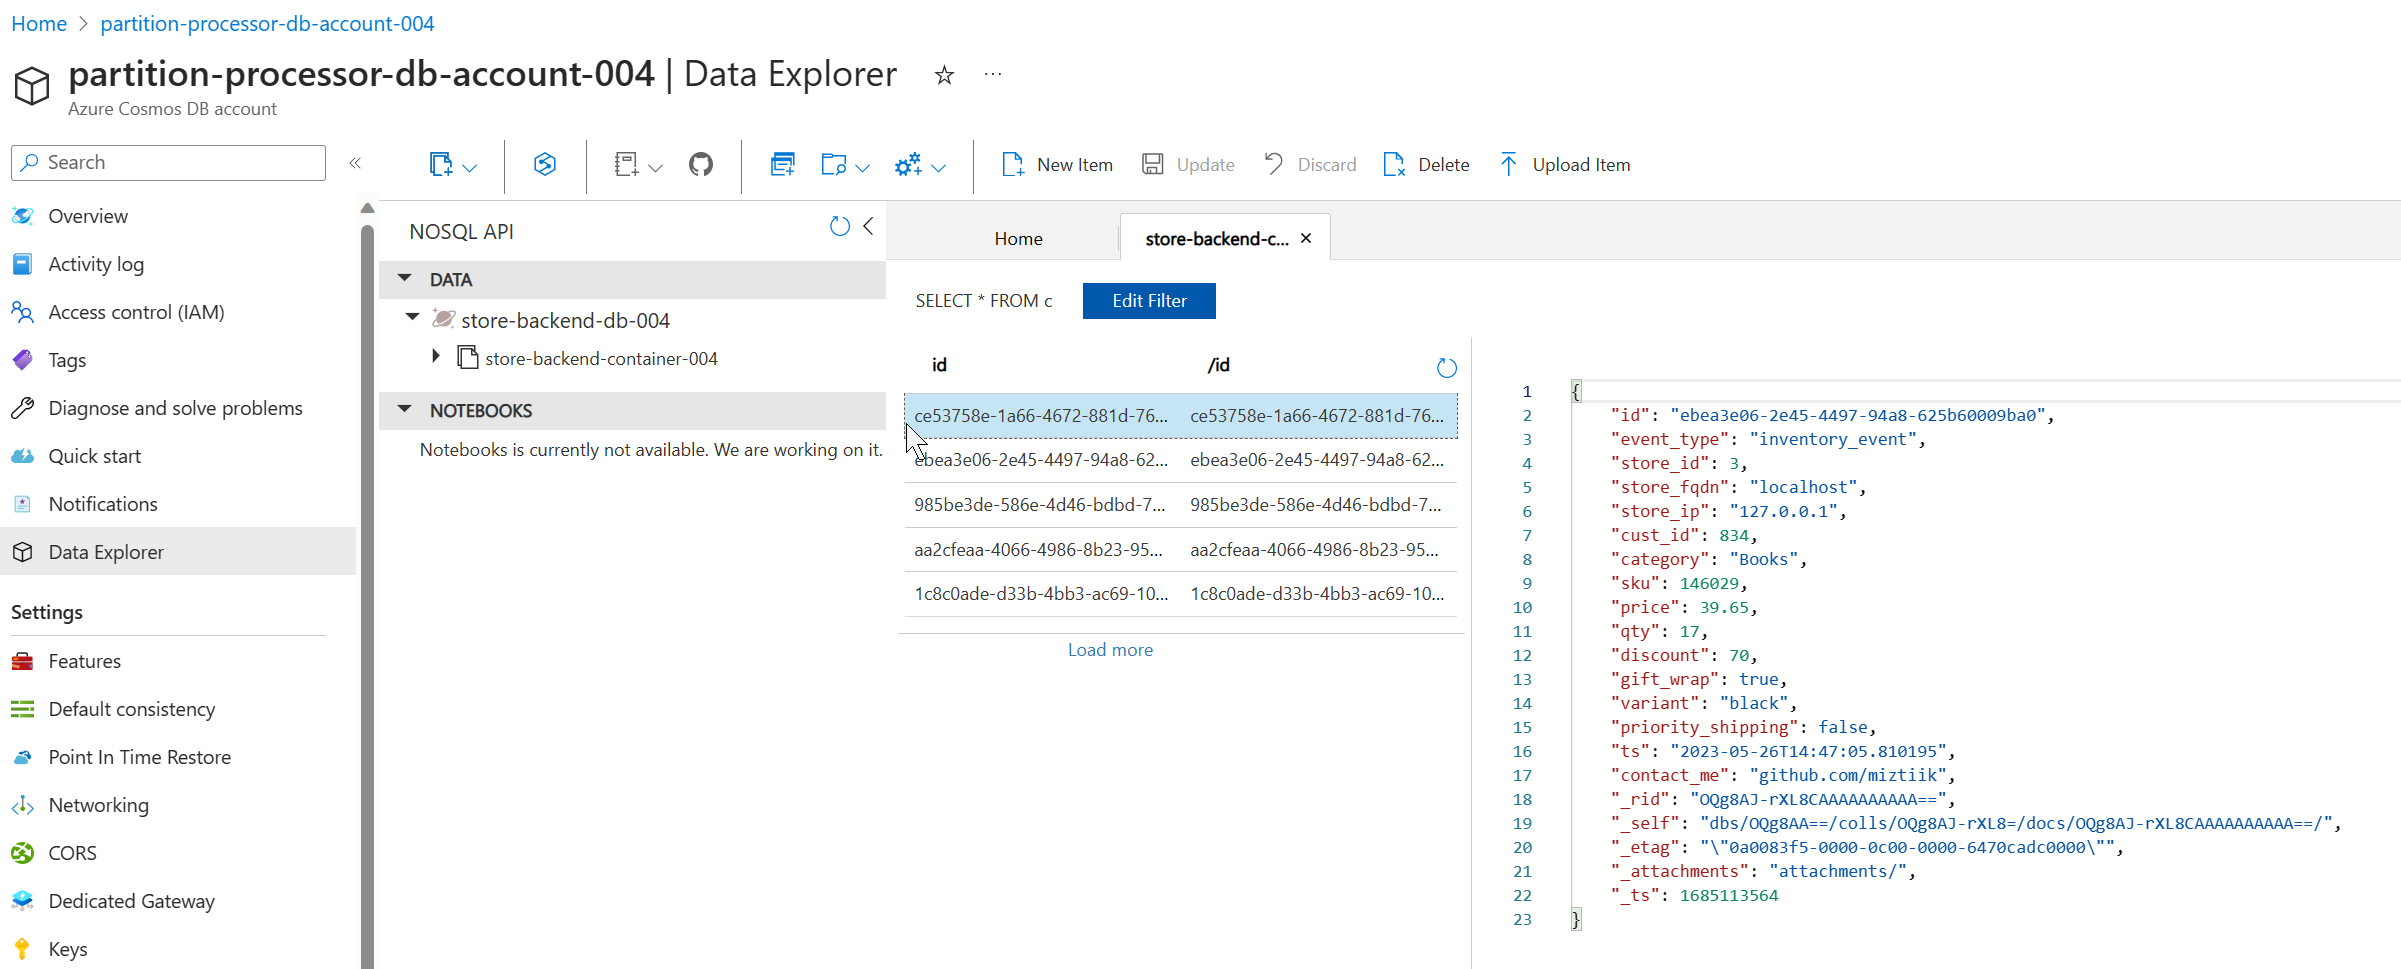 Home > partition-processor-db-account-004
partition-processor-db-account-004 | Data Explorer
Azure Cosmos DB account
Search
New Item Update Discard Delete Upload Item
Overview
Activity log
Access control (IAM)
Tags
Diagnose and solve problems
Quick start
Notifications
Data Explorer
Settings
Features
Default consistency
Point In Time Restore
Networking
CORS
Dedicated Gateway
Keys
NOSQL API
DATA
store-backend-db-004
store-backend-container-004
NOTEBOOKS
Notebooks is currently not available. We are working on it.
Home store-backend-c...
SELECT * FROM c Edit Filter
id /id
ce53758e-1a66-4672-881d-76... ce53758e-1a66-4672-881d-76...
ebea3e06-2e45-4497-94a8-62... ebea3e06-2e45-4497-94a8-62...
985be3de-586e-4d46-bdbd-7... 985be3de-586e-4d46-bdbd-7...
aa2cfeaa-4066-4986-8b23-95... aa2cfeaa-4066-4986-8b23-95...
1c8c0ade-d33b-4bb3-ac69-10... 1c8c0ade-d33b-4bb3-ac69-10...
Load more
1 {
2 "id": "ebea3e06-2e45-4497-94a8-625b60009ba0",
3 "event_type": "inventory_event",
4 "store_id": 3,
5 "store_fqdn": "localhost",
6 "store_ip": "127.0.0.1",
7 "cust_id": 834,
8 "category": "Books",
9 "sku": 146029,
10 "price": 39.65,
11 "qty": 17,
12 "discount": 70,
13 "gift_wrap": true,
14 "variant": "black",
15 "priority_shipping": false,
16 "ts": "2023-05-26T14:47:05.810195",
17 "contact_me": "github.com/miztiik",
18 "_rid": "OQg8AJ-rXL8CAAAAAAAAAA==",
19 "_self": "dbs/OQg8AA==/colls/OQg8AJ-rXL8=/docs/OQg8AJ-rXL8CAAAAAAAAAA==/",
20 "_etag": "\"0a0083f5-0000-0c00-0000-6470cadc0000\"",
21 "_attachments": "attachments/",
22 "_ts": 1685113564
23 }